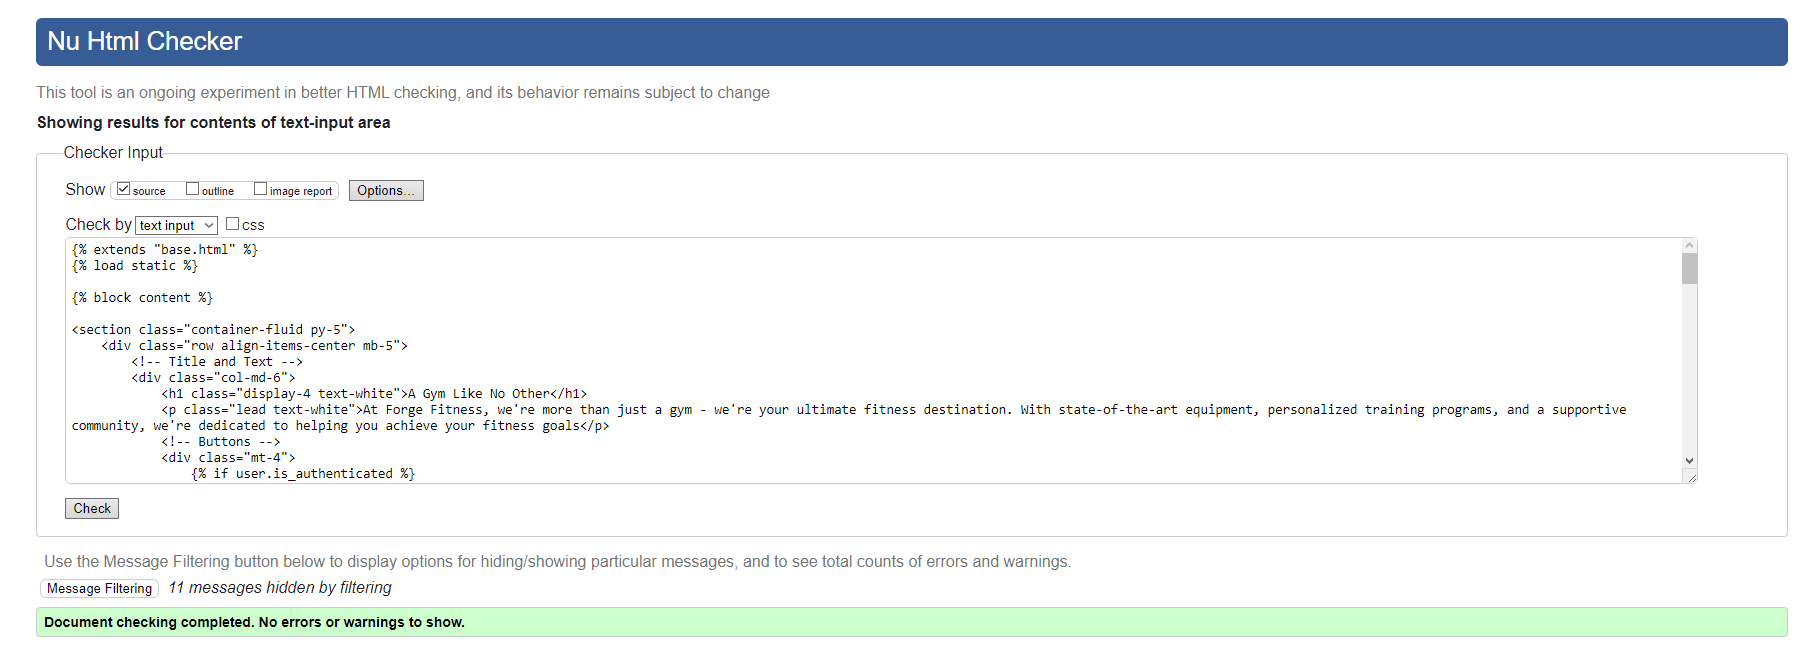 Nu Html Checker
This tool is an ongoing experiment in better HTML checking, and its behavior remains subject to change
Showing results for contents of text-input area
Checker Input
Show source outline image report Options...
Check by text input css
{% extends "base.html" %}
{% load static %}
{% block content %}
<section class="container-fluid py-5">
<div class="row align-items-center mb-5">
<!-- Title and Text -->
<div class="col-md-6">
<h1 class="display-4 text-white">A Gym Like No Other</h1>
<p class="lead text-white">At Forge Fitness, we're more than just a gym - we're your ultimate fitness destination. With state-of-the-art equipment, personalized training programs, and a supportive
community, we're dedicated to helping you achieve your fitness goals</p>
<!-- Buttons -->
<div class="mt-4">
{% if user.is_authenticated %}
Check
Use the Message Filtering button below to display options for hiding/showing particular messages, and to see total counts of errors and warnings.
Message Filtering 11 messages hidden by filtering
Document checking completed. No errors or warnings to show.